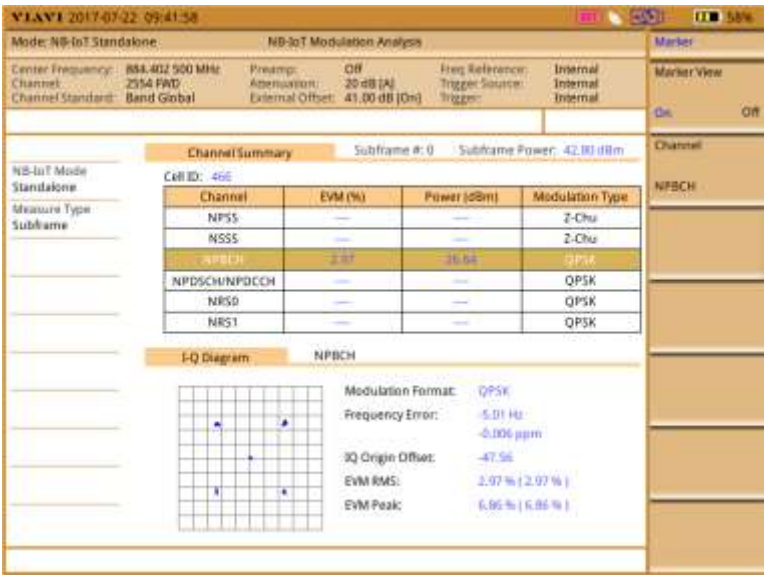 VIAVI 2017-07-22 09:41:58 58%
Mode: NB-IoT Standalone NB-IoT Modulation Analysis Marker
Center Frequency: 884.402 500 MHz Preamp: Off Freq Reference: Internal
Channel: 2554 FWD Attenuation: 20 dB [A] Trigger Source: Internal
Channel Standard: Band Global External Offset: 41.00 dB [On] Trigger: Internal
Marker View
On Off
Channel
NPBCH
NB-IoT Mode
Standalone
Measure Type
Subframe
Channel Summary Subframe #: 0 Subframe Power: 42.80 dBm
Cell ID: 466
Channel EVM (%) Power (dBm) Modulation Type
NPSS --- --- Z-Chu
NSSS --- --- Z-Chu
NPBCH 2.97 26.64 QPSK
NPDSCH/NPDCCH --- --- QPSK
NRS0 --- --- QPSK
NRS1 --- --- QPSK
I-Q Diagram NPBCH
Modulation Format: QPSK
Frequency Error: -5.01 Hz
-0.006 ppm
IQ Origin Offset: -47.56
EVM RMS: 2.97 % ( 2.97 % )
EVM Peak: 6.86 % ( 6.86 % )